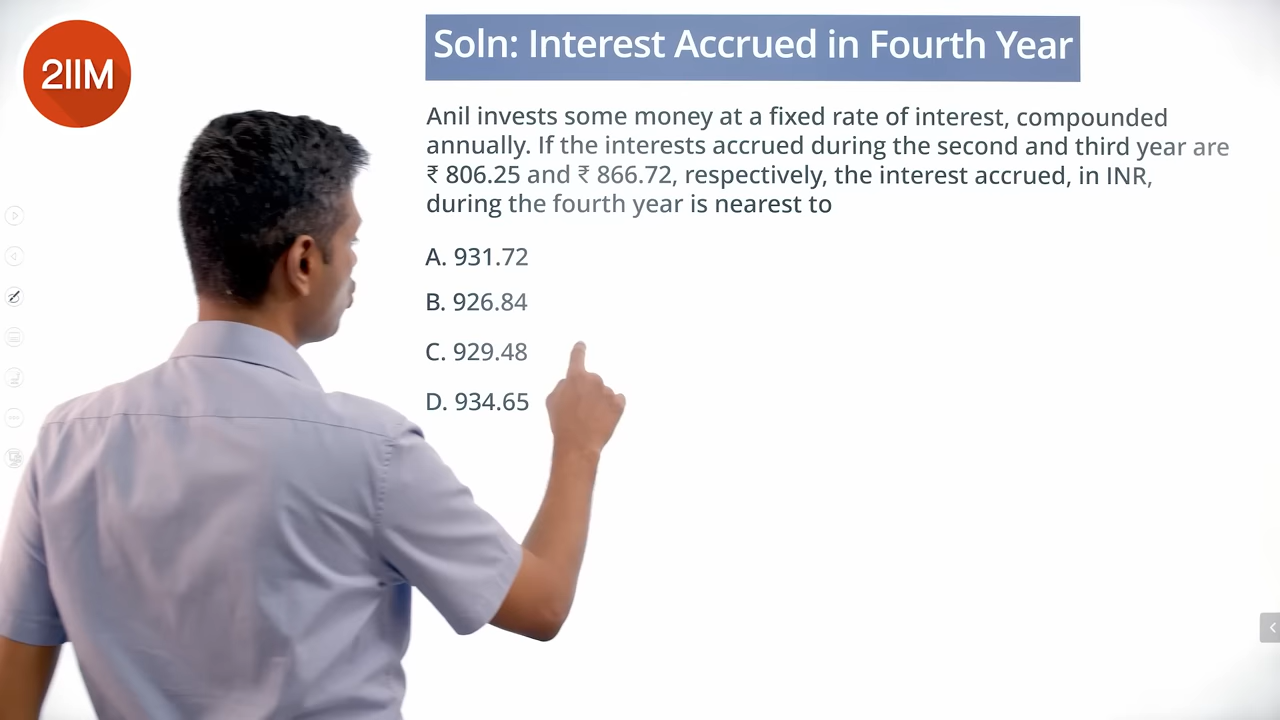 2IIM
Soln: Interest Accrued in Fourth Year
Anil invests some money at a fixed rate of interest, compounded
annually. If the interests accrued during the second and third year are
₹ 806.25 and ₹ 866.72, respectively, the interest accrued, in INR,
during the fourth year is nearest to
A. 931.72
B. 926.84
C. 929.48
D. 934.65